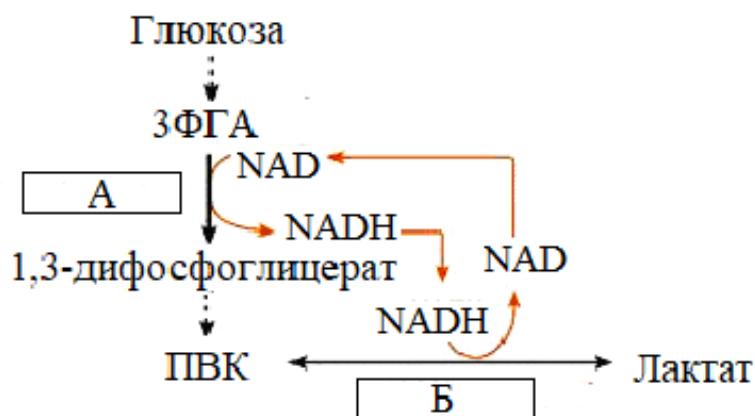 Глюкоза
3ФГА
NAD
А
NADH
1,3-дифосфоглицерат
NAD
NADH
ПВК
Лактат
Б